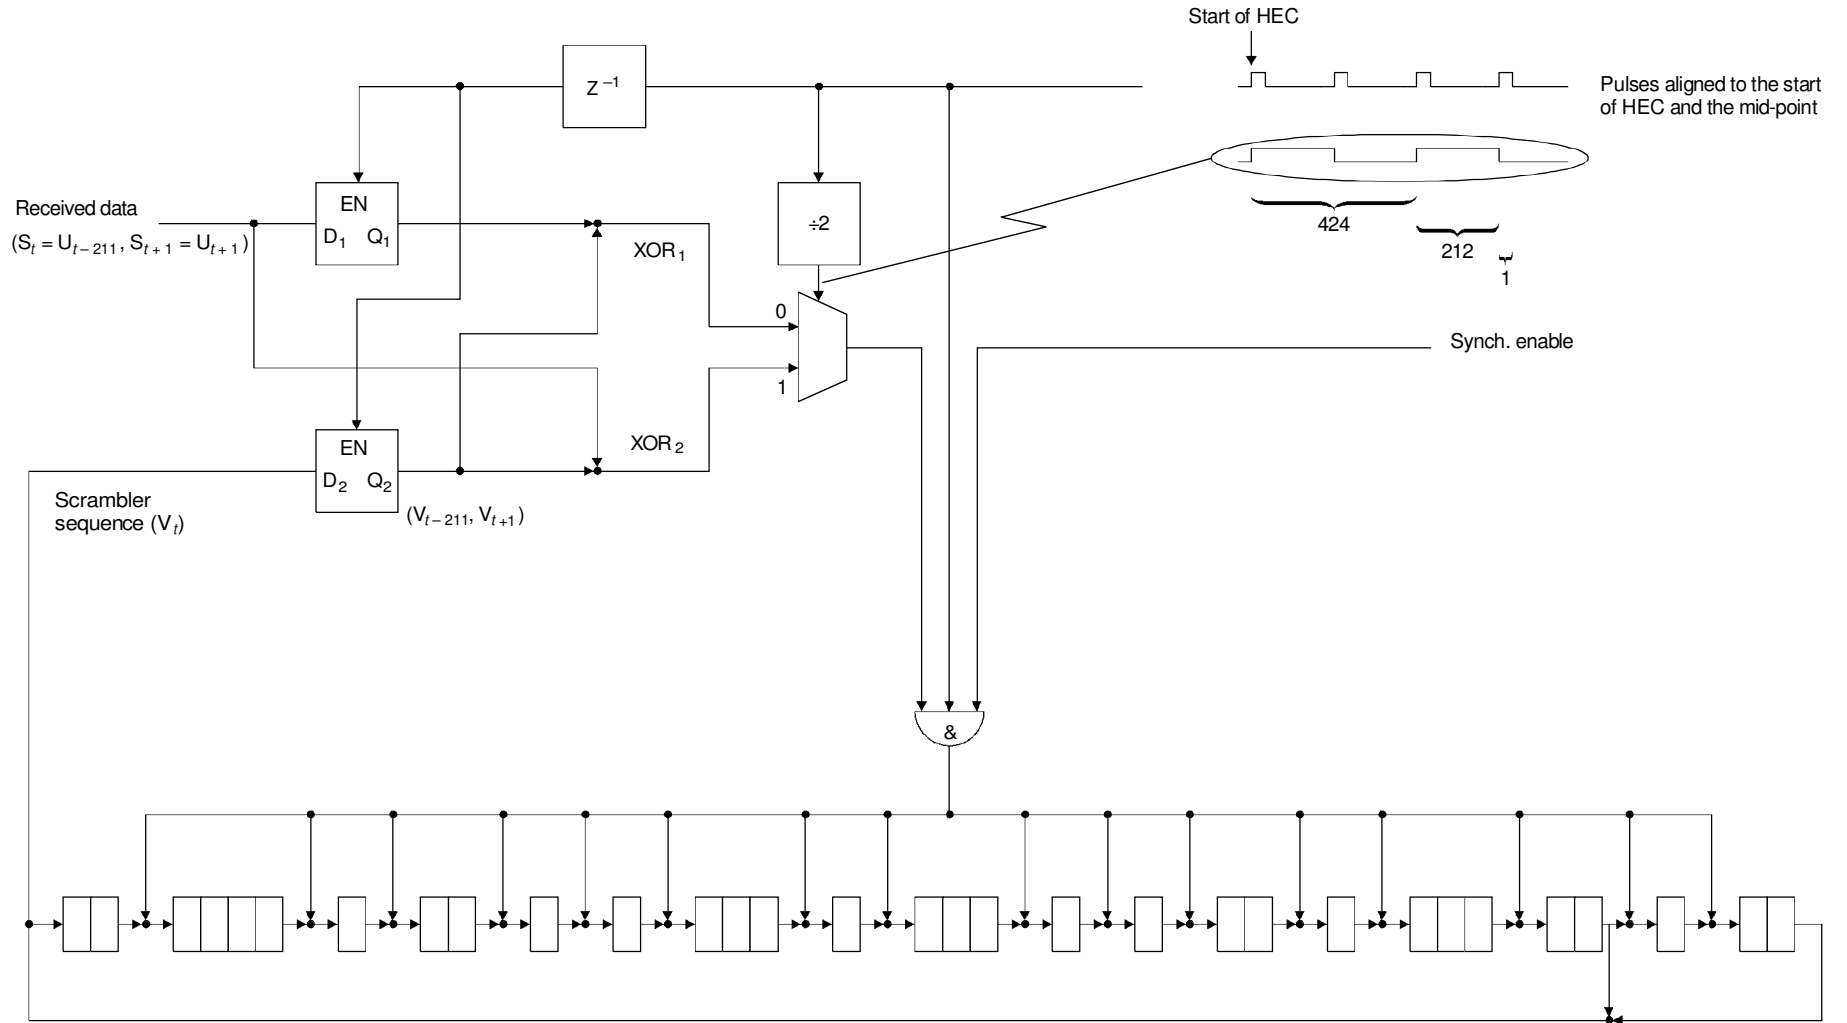 Start of HEC
Z –1
Pulses aligned to the start
of HEC and the mid-point
EN
D1 Q1
Received data
(St = Ut – 211, St + 1 = Ut + 1)
÷2
424
212
1
XOR1
0
1
Synch. enable
XOR2
EN
D2 Q2
Scrambler
sequence (Vt)
(Vt – 211, Vt +1)
&